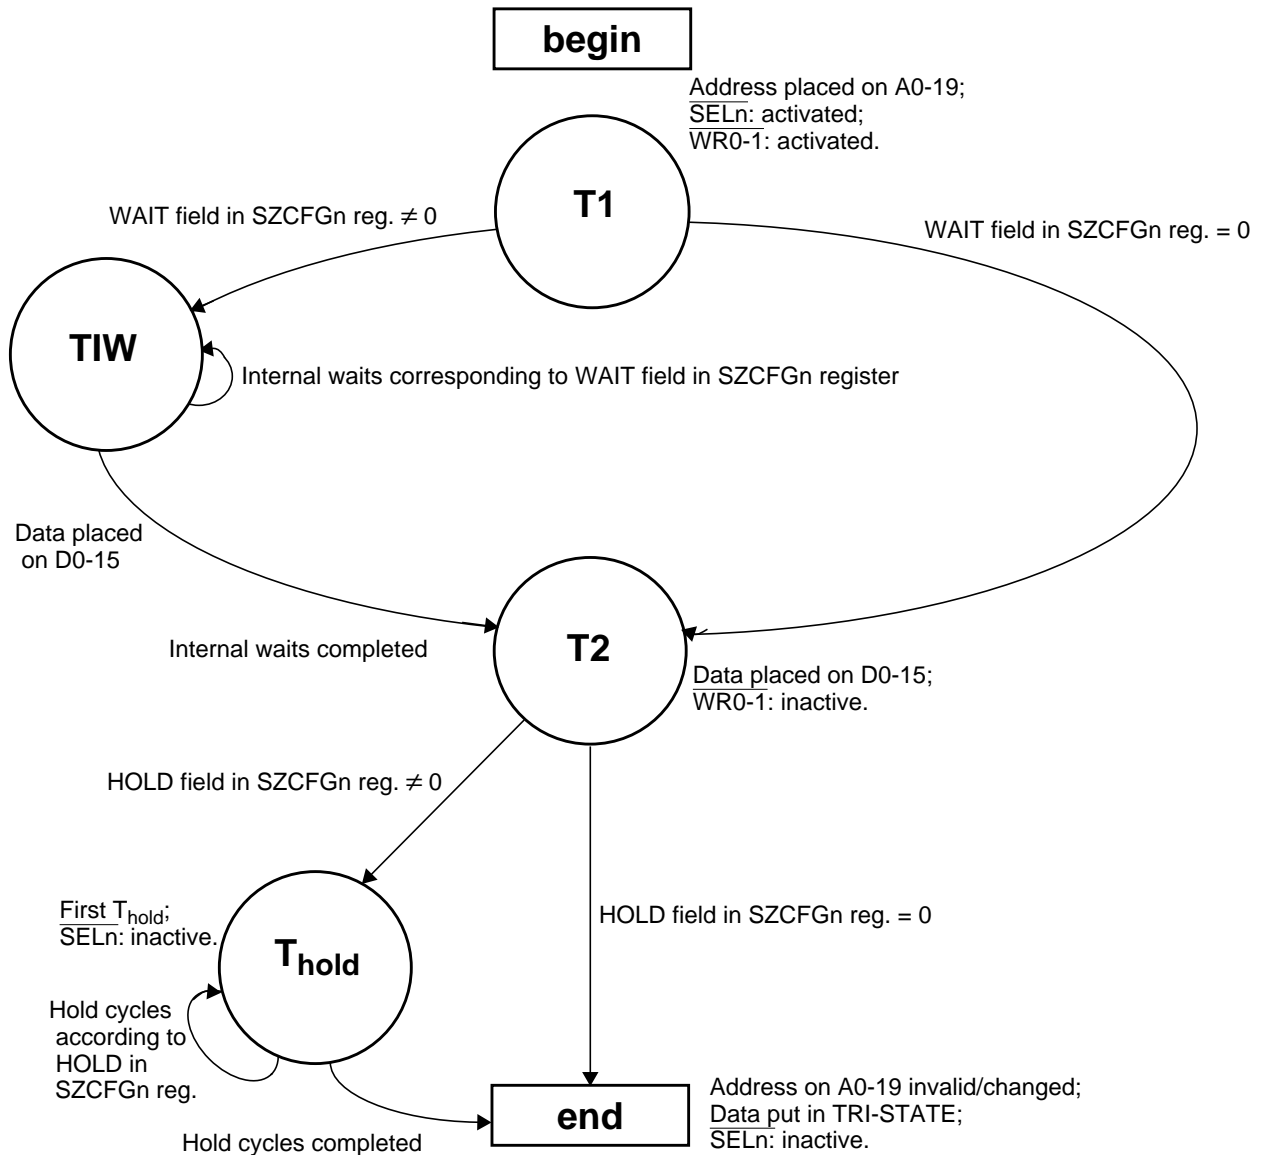 begin
Address placed on A0-19;
SELn: activated;
WR0-1: activated.
T1
WAIT field in SZCFGn reg. ≠ 0
WAIT field in SZCFGn reg. = 0
TIW
Internal waits corresponding to WAIT field in SZCFGn register
Data placed
on D0-15
Internal waits completed
T2
Data placed on D0-15;
WR0-1: inactive.
HOLD field in SZCFGn reg. ≠ 0
HOLD field in SZCFGn reg. = 0
First Thold;
SELn: inactive.
Thold
Hold cycles
according to
HOLD in
SZCFGn reg.
Hold cycles completed
end
Address on A0-19 invalid/changed;
Data put in TRI-STATE;
SELn: inactive.